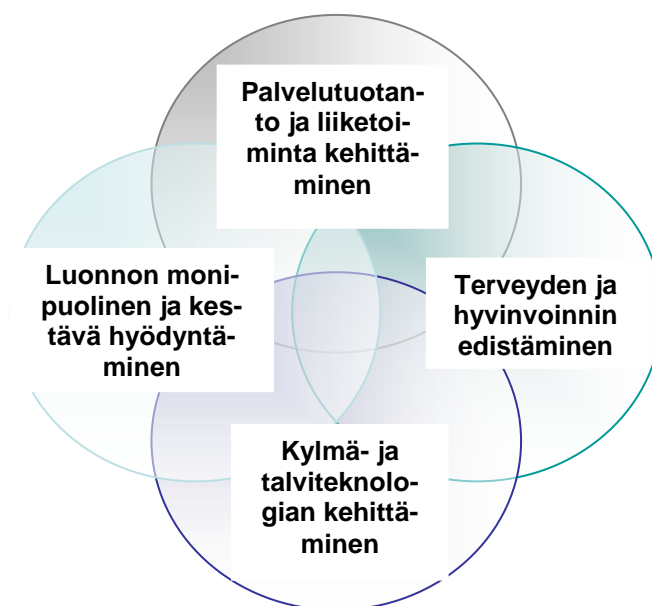 Palvelutuotan-
to ja liiketoi-
minta kehittä-
minen
Luonnon moni-
puolinen ja kes-
tävä hyödyntä-
minen
Terveyden ja
hyvinvoinnin
edistäminen
Kylmä- ja
talviteknolo-
gian kehittä-
minen